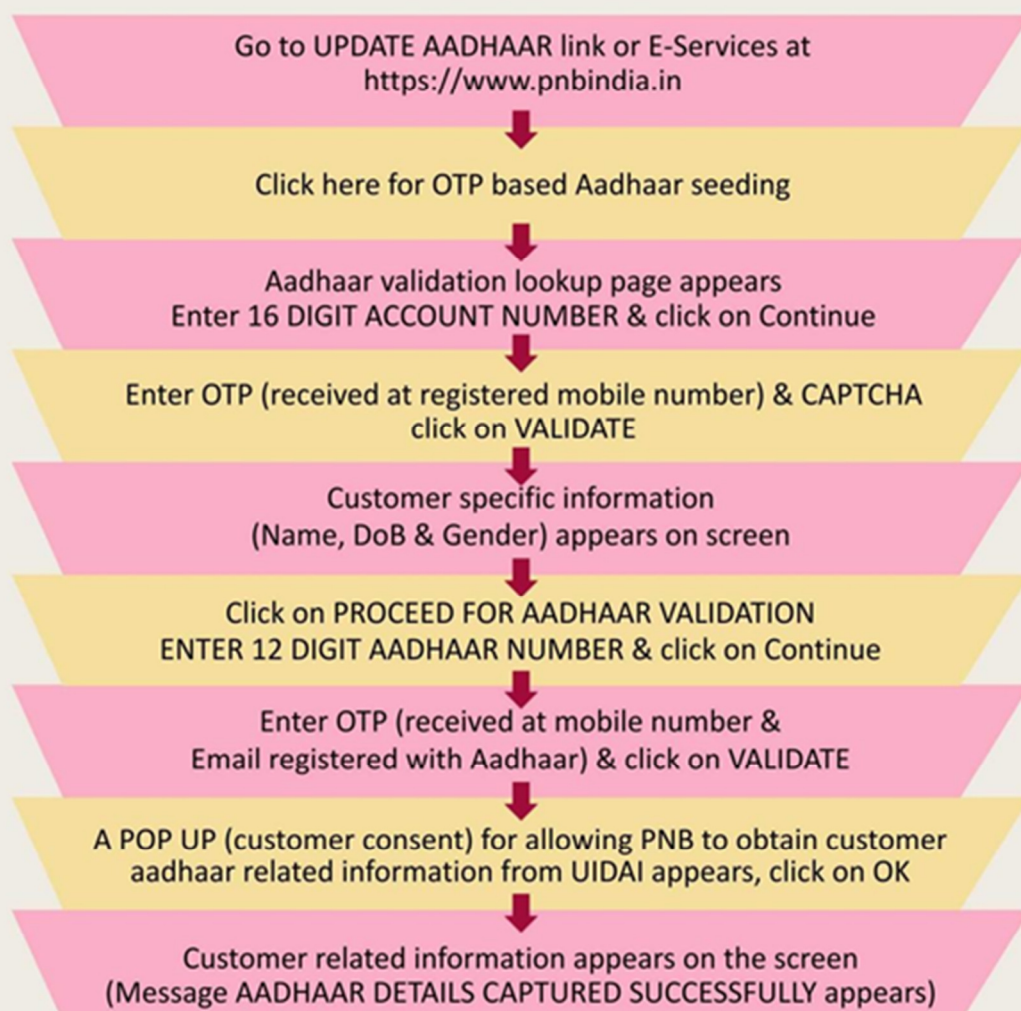 Go to UPDATE AADHAAR link or E-Services at
https://www.pnbindia.in
Click here for OTP based Aadhaar seeding
Aadhaar validation lookup page appears
Enter 16 DIGIT ACCOUNT NUMBER & click on Continue
Enter OTP (received at registered mobile number) & CAPTCHA
click on VALIDATE
Customer specific information
(Name, DoB & Gender) appears on screen
Click on PROCEED FOR AADHAAR VALIDATION
ENTER 12 DIGIT AADHAAR NUMBER & click on Continue
Enter OTP (received at mobile number &
Email registered with Aadhaar) & click on VALIDATE
A POP UP (customer consent) for allowing PNB to obtain customer
aadhaar related information from UIDAI appears, click on OK
Customer related information appears on the screen
(Message AADHAAR DETAILS CAPTURED SUCCESSFULLY appears)